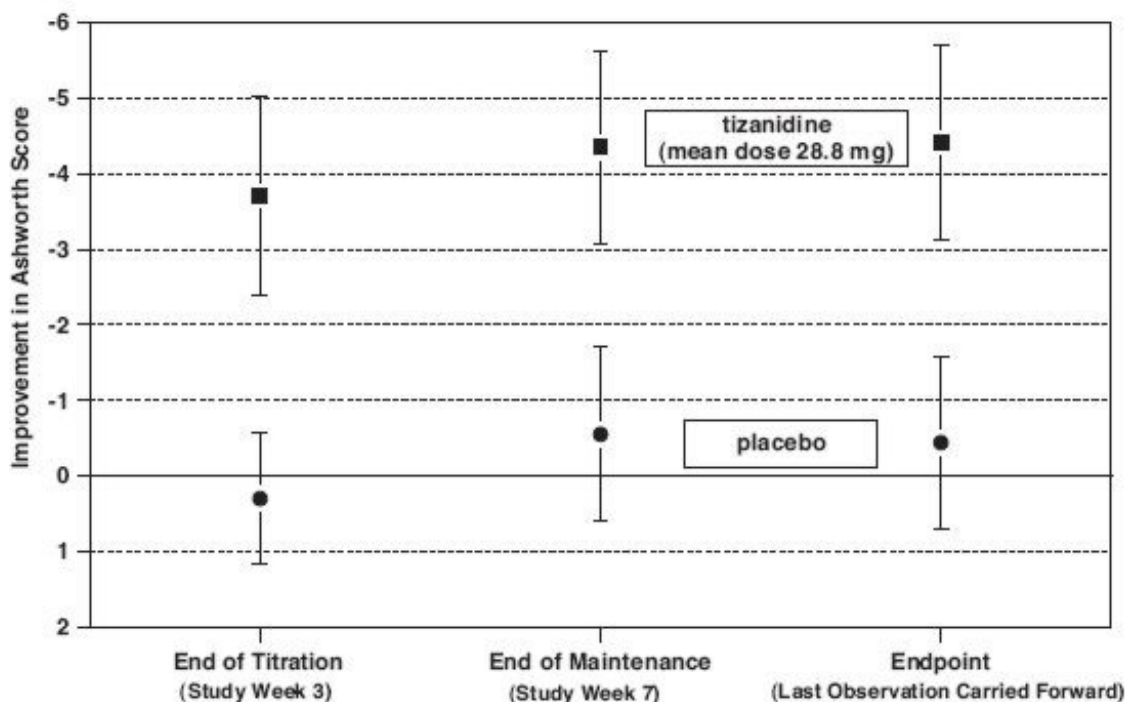 Improvement in Ashworth Score
-6
-5
-4
-3
-2
-1
0
1
2
tizanidine
(mean dose 28.8 mg)
placebo
End of Titration
(Study Week 3)
End of Maintenance
(Study Week 7)
Endpoint
(Last Observation Carried Forward)